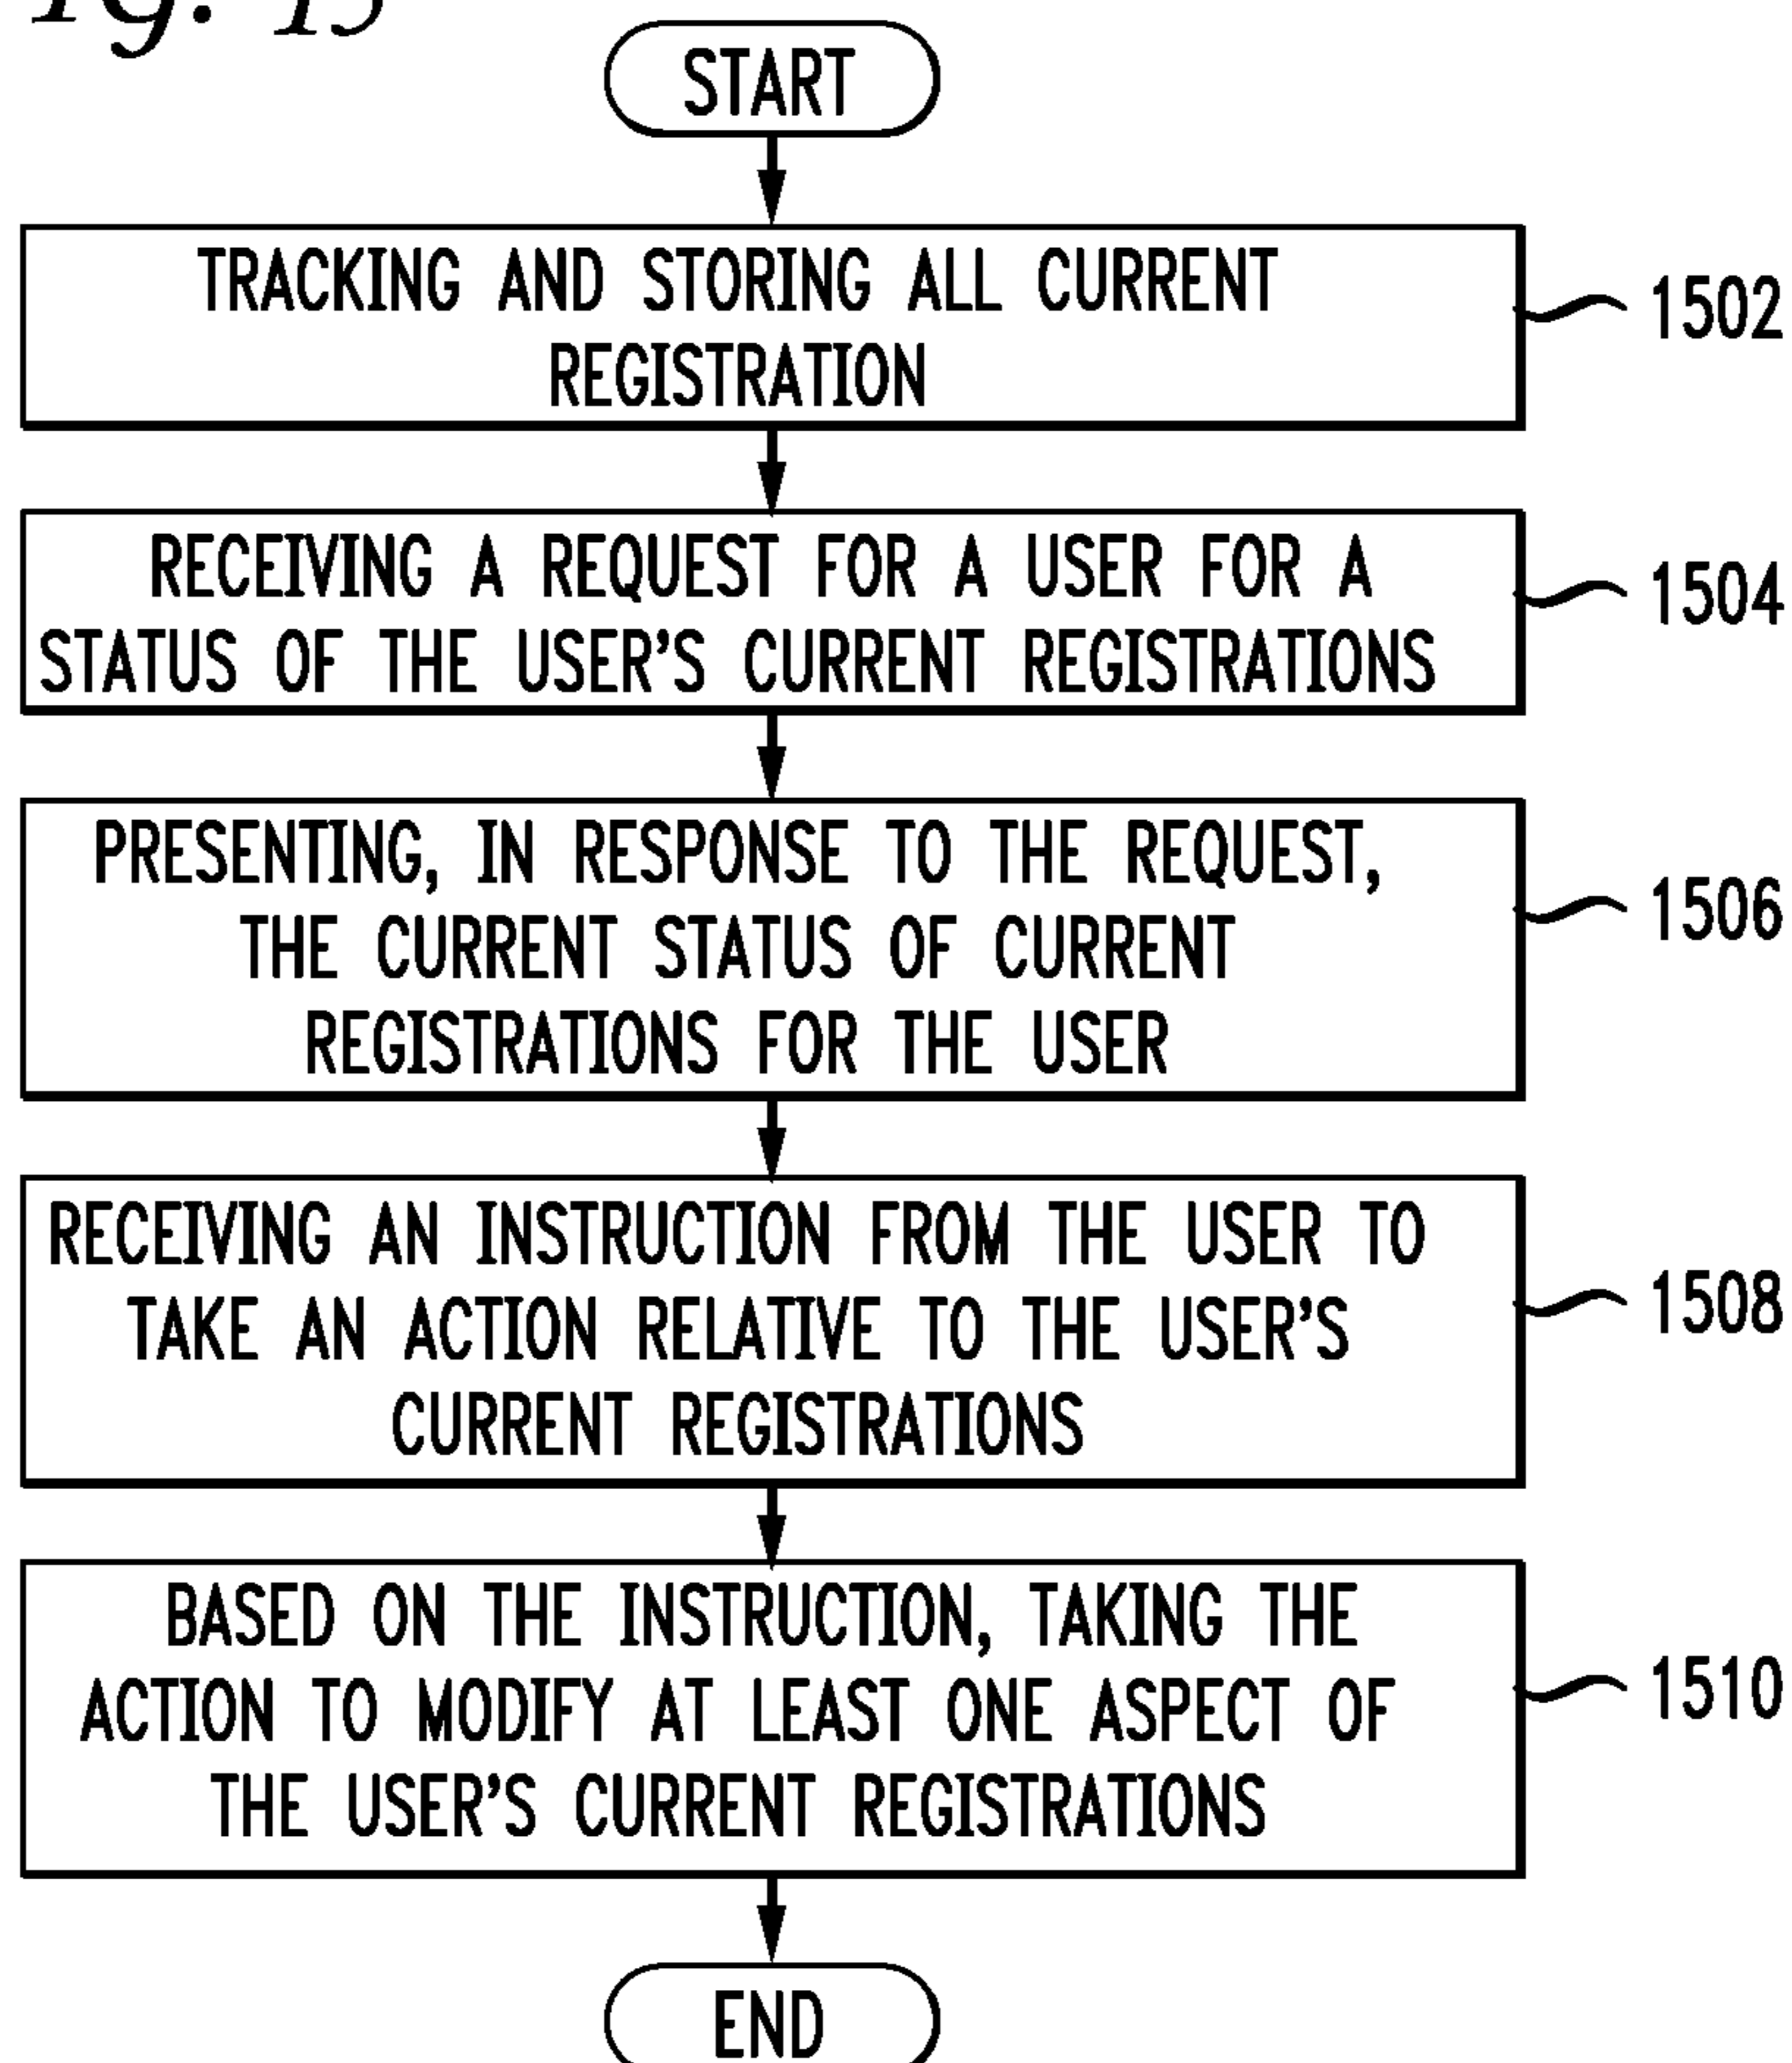 Fig. 15
START
TRACKING AND STORING ALL CURRENT
REGISTRATION
1502
RECEIVING A REQUEST FOR A USER FOR A
STATUS OF THE USER'S CURRENT REGISTRATIONS
1504
PRESENTING, IN RESPONSE TO THE REQUEST,
THE CURRENT STATUS OF CURRENT
REGISTRATIONS FOR THE USER
1506
RECEIVING AN INSTRUCTION FROM THE USER TO
TAKE AN ACTION RELATIVE TO THE USER'S
CURRENT REGISTRATIONS
1508
BASED ON THE INSTRUCTION, TAKING THE
ACTION TO MODIFY AT LEAST ONE ASPECT OF
THE USER'S CURRENT REGISTRATIONS
1510
END